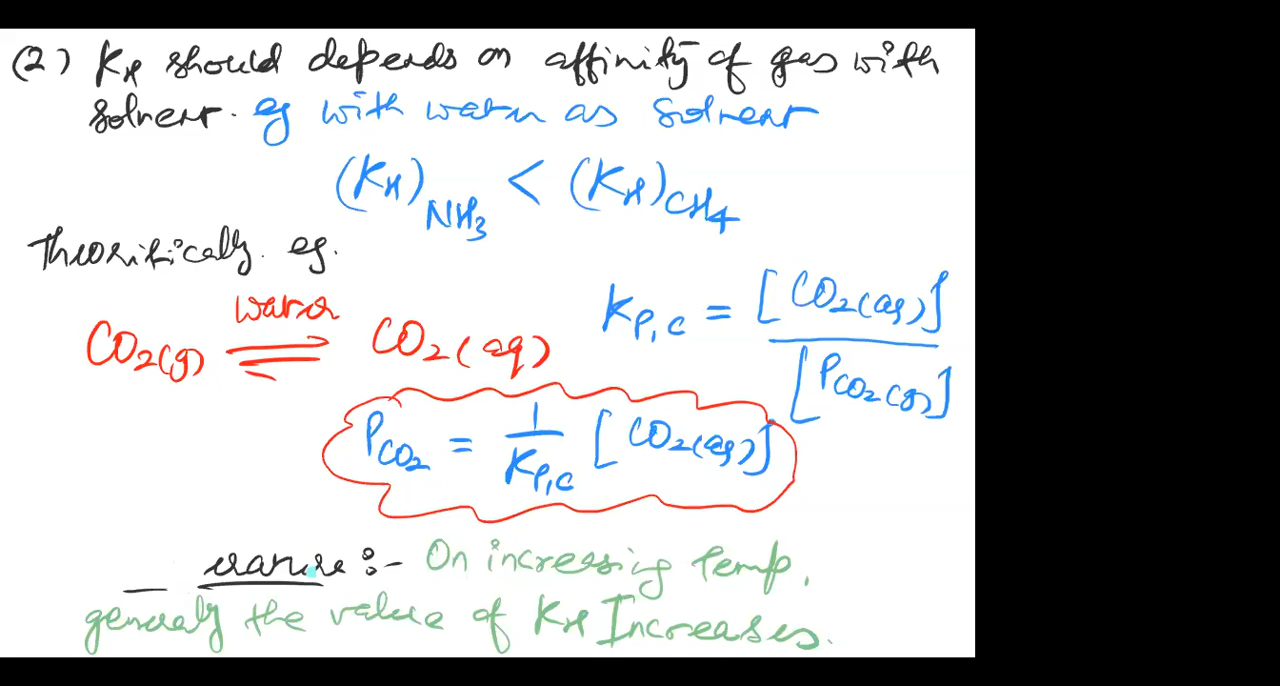 (2) KH should depends on affinity of gas with
solvent. eg with water as solvent
(KH)NH3 < (KH)CH4
Theoritically. eg.
CO2(g) water ⇌ CO2(aq)
KP,C = [CO2(aq)] / [PCO2(g)]
PCO2 = 1/KP,C [CO2(aq)]
erature :- On increasing temp,
generaly the value of KH Increases.